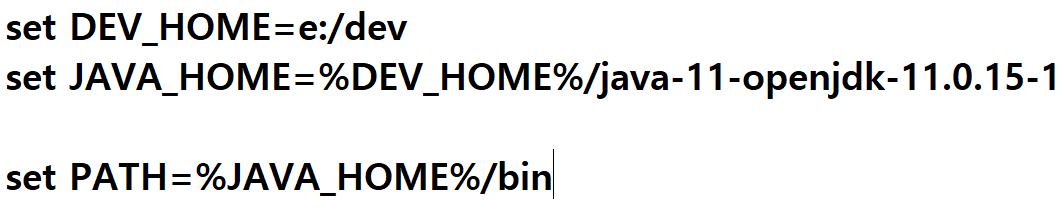 set DEV_HOME=e:/dev
set JAVA_HOME=%DEV_HOME%/java-11-openjdk-11.0.15-1
set PATH=%JAVA_HOME%/bin